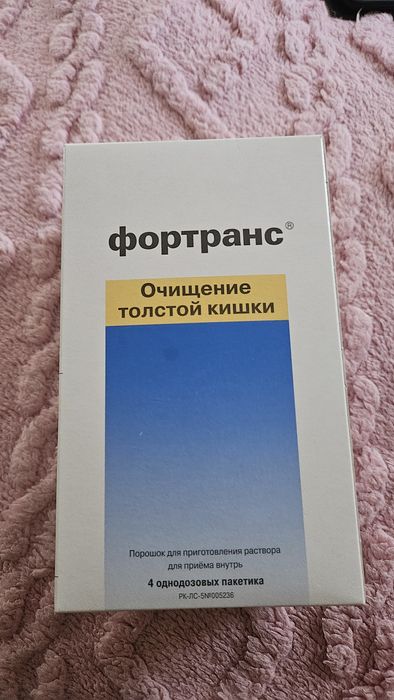 фортранс®
Очищение
толстой кишки
Порошок для приготовления раствора
для приёма внутрь
4 однодозовых пакетика
РК-ЛС-5№005236